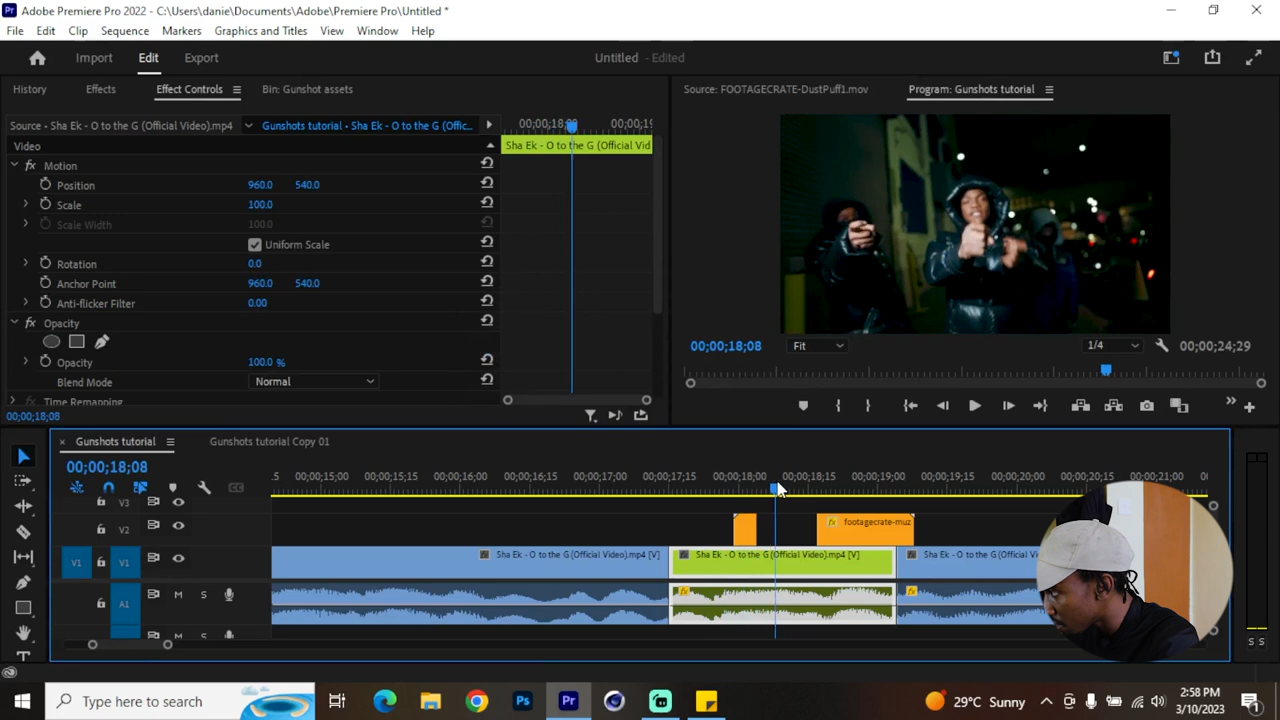 Adobe Premiere Pro 2022 - C:\Users\danie\Documents\Adobe\Premiere Pro\Untitled *
File Edit Clip Sequence Markers Graphics and Titles View Window Help
Import Edit Export
Untitled - Edited
History Effects Effect Controls Bin: Gunshot assets
Source: FOOTAGECRATE-DustPuff1.mov Program: Gunshots tutorial
Source • Sha Ek - O to the G (Official Video).mp4 Gunshots tutorial • Sha Ek - O to the G (Offic...
00;00;18;00 00;00;19
Video
Sha Ek - O to the G (Official Vid
fx Motion
Position 960.0 540.0
Scale 100.0
Scale Width 100.0
Uniform Scale
Rotation 0.0
Anchor Point 960.0 540.0
Anti-flicker Filter 0.00
fx Opacity
Opacity 100.0 %
Blend Mode Normal
Time Remapping
00;00;18;08
00;00;18;08 Fit 1/4 00;00;24;29
Gunshots tutorial Gunshots tutorial Copy 01
00;00;18;08
;15 00;00;15;00 00;00;15;15 00;00;16;00 00;00;16;15 00;00;17;00 00;00;17;15 00;00;18;00 00;00;18;15 00;00;19;00 00;00;19;15 00;00;20;00 00;00;20;15 00;00;21;00
V3
V2 fx footagecrate-muz
V1 V1 Sha Ek - O to the G (Official Video).mp4 [V] Sha Ek - O to the G (Official Video).mp4 [V] Sha Ek - O to the G (Official Vi
A1 M S
M S
S S
Type here to search
Ps Pr
29°C Sunny
2:58 PM
3/10/2023
1